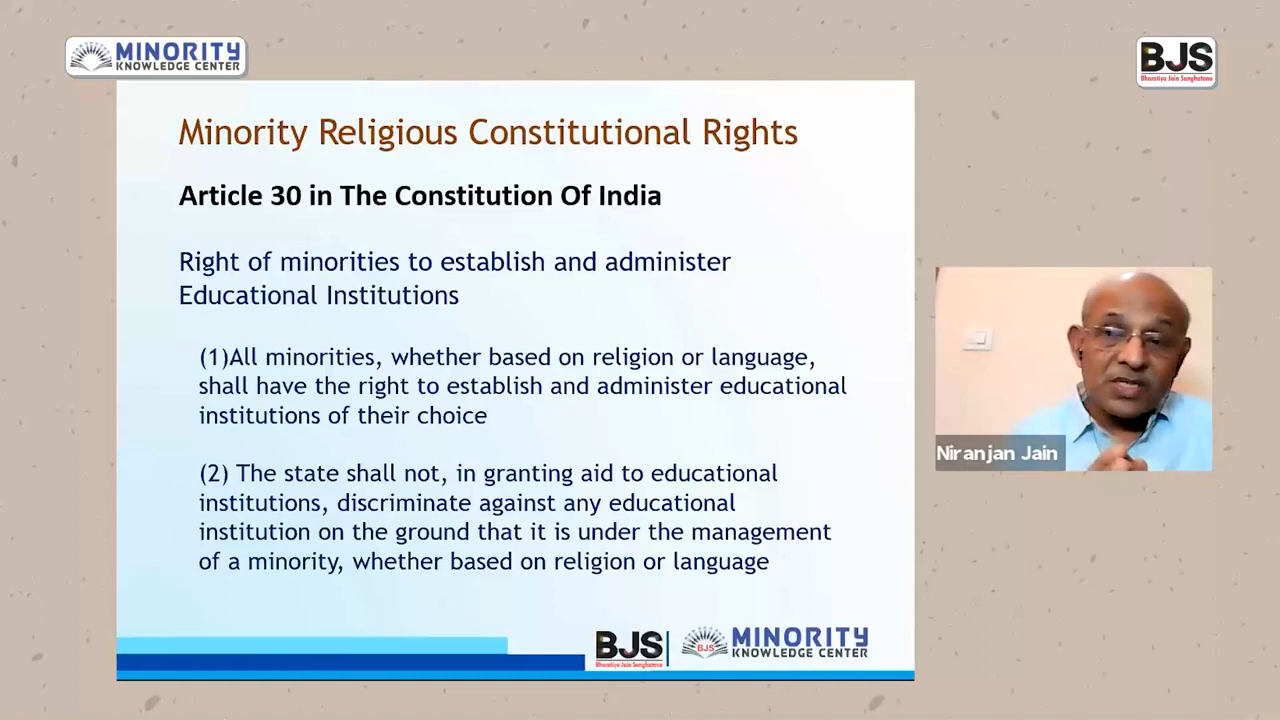 MINORITY
KNOWLEDGE CENTER
BJS
Bharatiya Jain Sanghatana
Minority Religious Constitutional Rights
Article 30 in The Constitution Of India
Right of minorities to establish and administer
Educational Institutions
(1)All minorities, whether based on religion or language,
shall have the right to establish and administer educational
institutions of their choice
(2) The state shall not, in granting aid to educational
institutions, discriminate against any educational
institution on the ground that it is under the management
of a minority, whether based on religion or language
Niranjan Jain
BJS
Bharatiya Jain Sanghatana
BJS
MINORITY
KNOWLEDGE CENTER